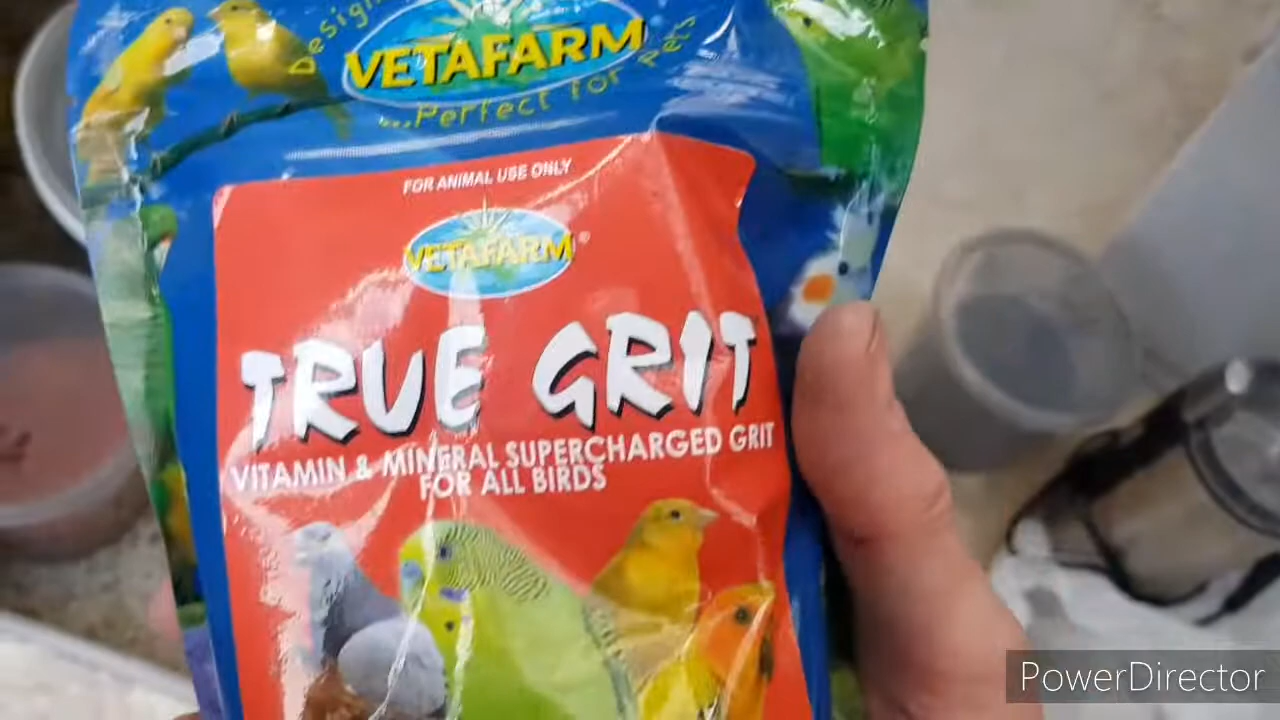 VETAFARM
...Perfect for Pets
FOR ANIMAL USE ONLY
VETAFARM®
TRUE GRIT
VITAMIN & MINERAL SUPERCHARGED GRIT
FOR ALL BIRDS
PowerDirector